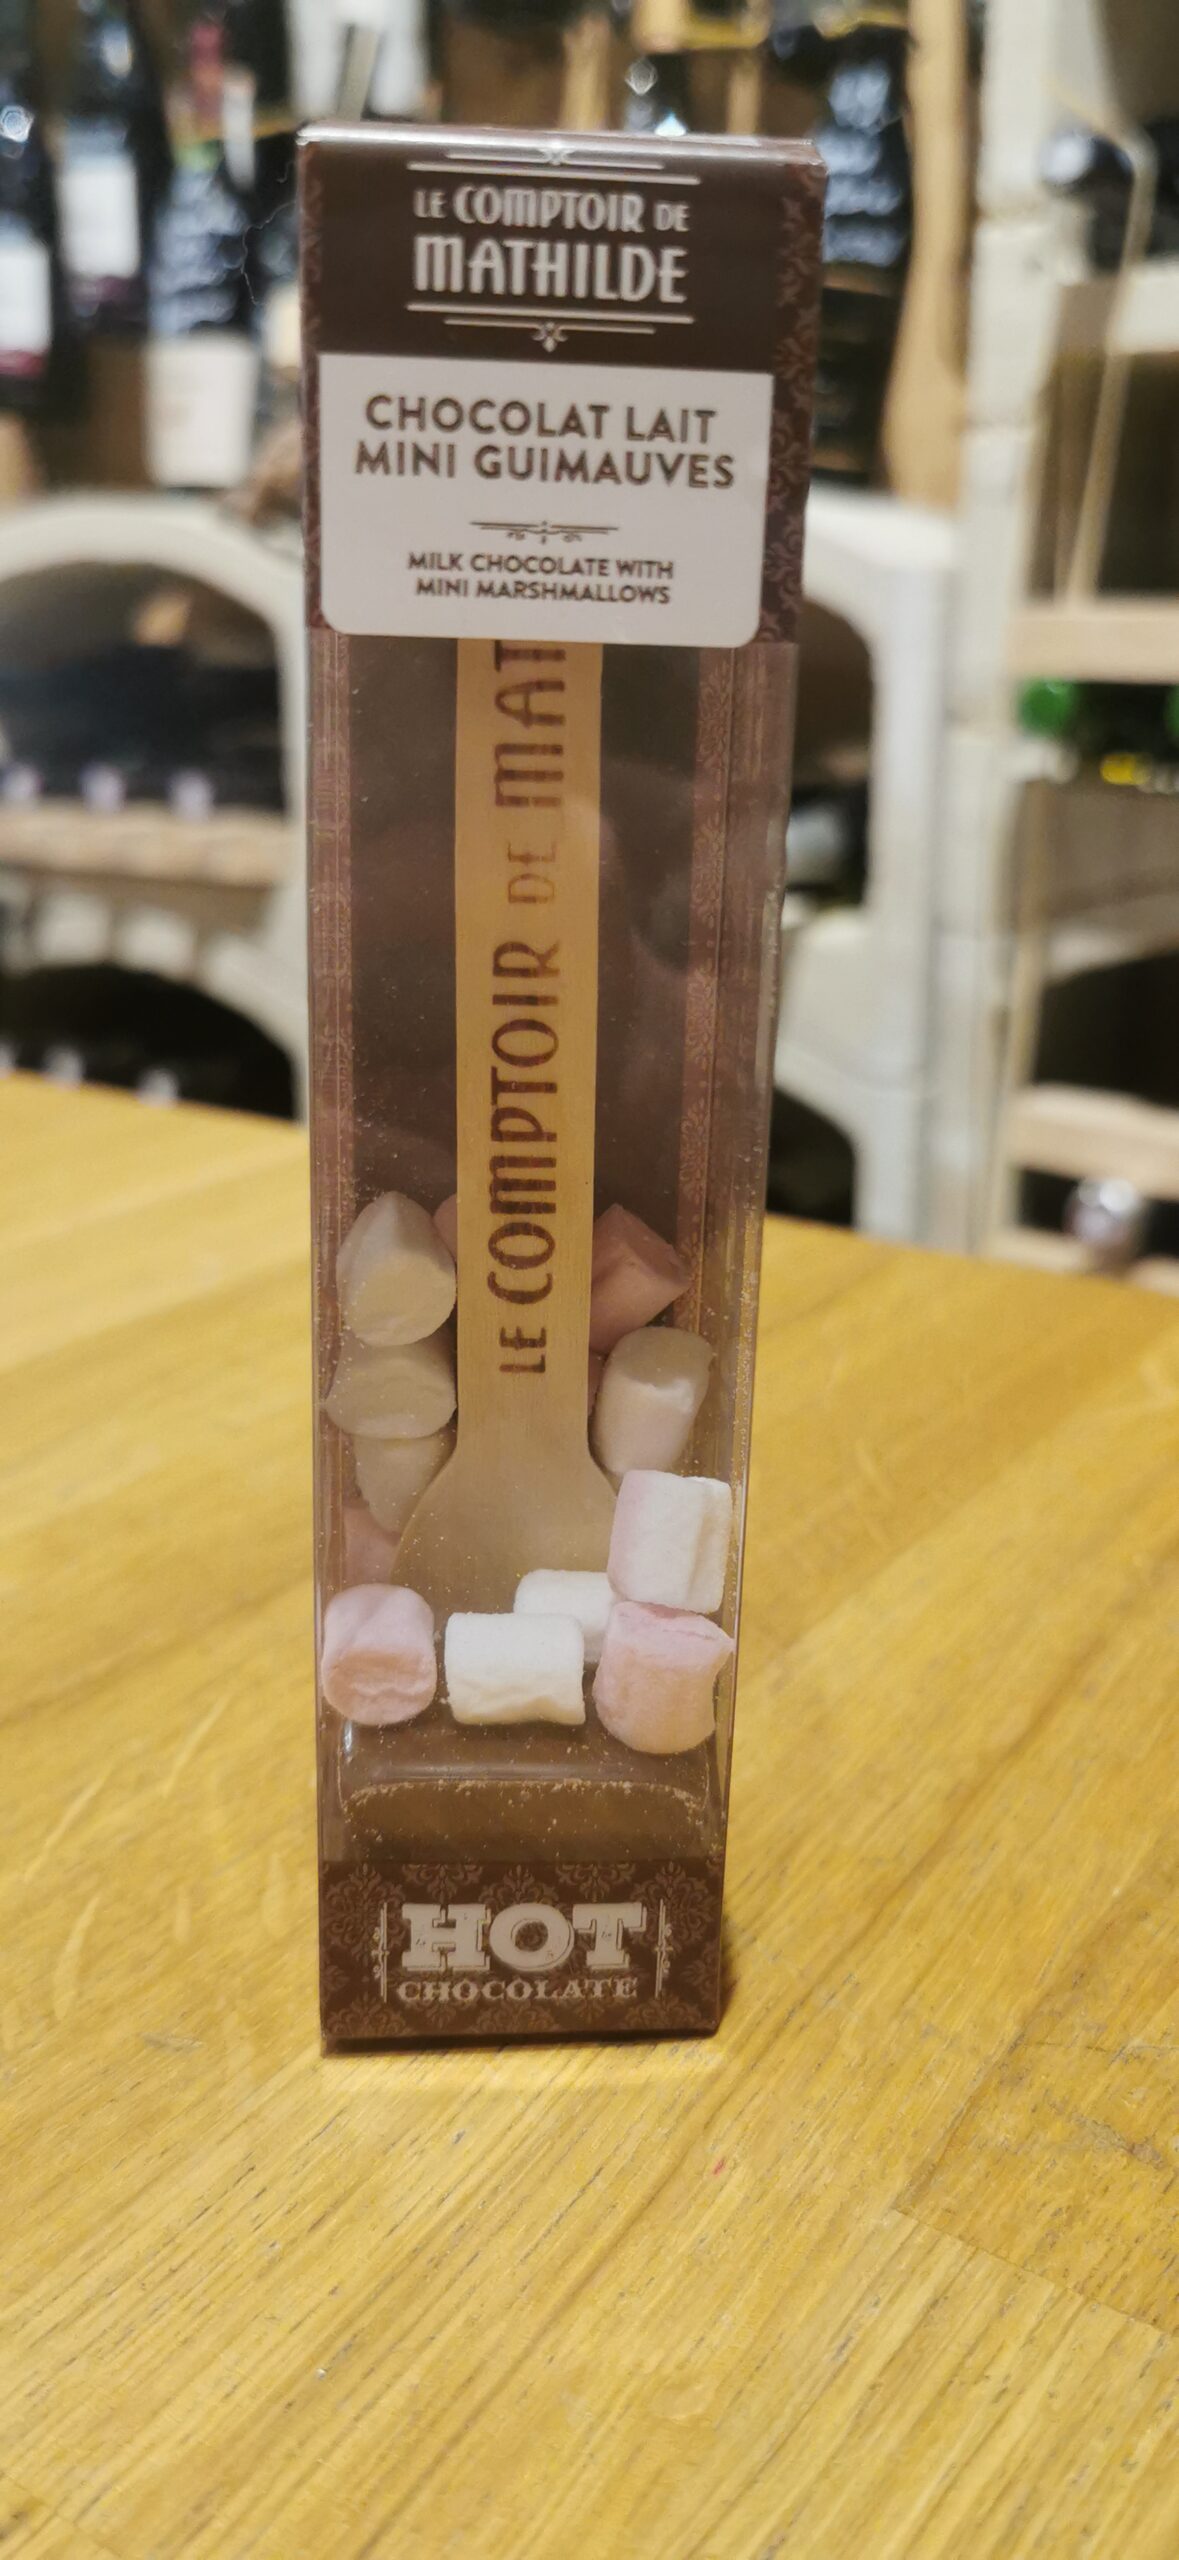 LE COMPTOIR DE
MATHILDE
CHOCOLAT LAIT
MINI GUIMAUVES
MILK CHOCOLATE WITH
MINI MARSHMALLOWS
LE COMPTOIR DE MAT
HOT
CHOCOLATE